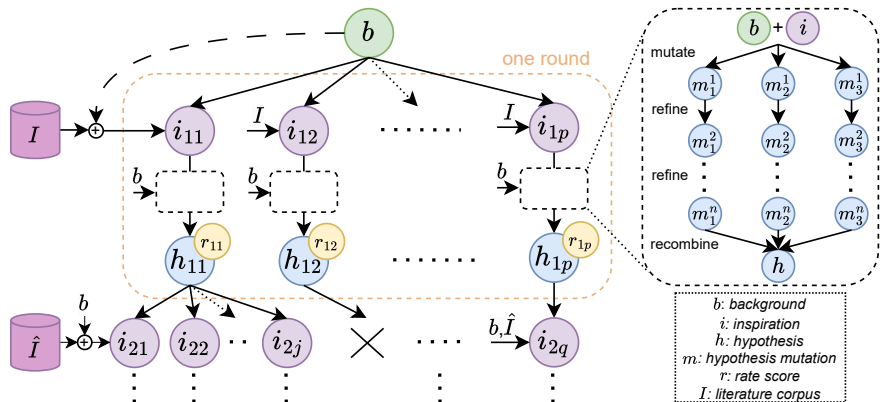 b
one round
I
+
i₁₁
I
i₁₂
.......
I
i₁ₚ
b
b
b
h₁₁
r₁₁
h₁₂
r₁₂
.......
h₁ₚ
r₁ₚ
b
Î
+
i₂₁
i₂₂
..
i₂ⱼ
....
b,Î
i₂q
b + i
mutate
m₁¹ m₂¹ m₃¹
refine
m₁² m₂² m₃²
refine
m₁ⁿ m₂ⁿ m₃ⁿ
recombine
h
b: background
i: inspiration
h: hypothesis
m: hypothesis mutation
r: rate score
I: literature corpus